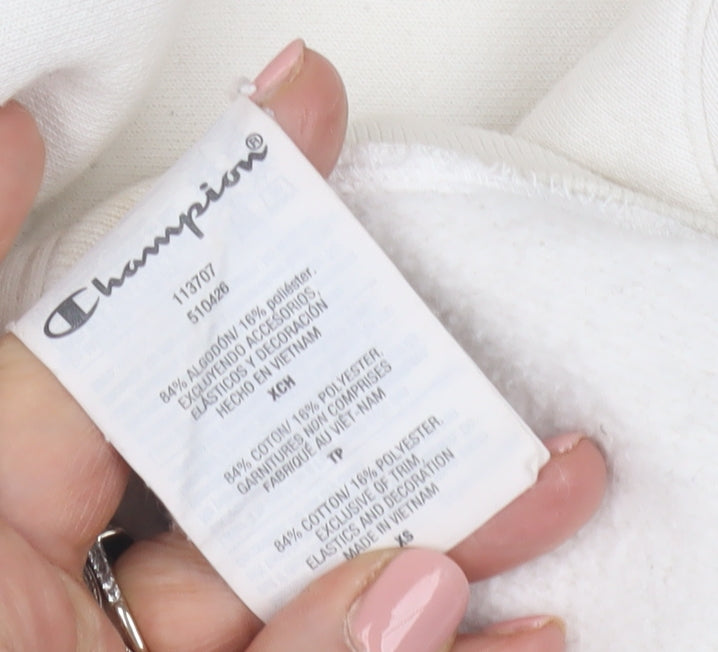 Champion®
113707
510426
84% ALGODÓN/ 16% poliéster.
EXCLUYENDO ACCESORIOS,
ELÁSTICOS Y DECORACIÓN
HECHO EN VIETNAM
XCH
84% COTON/ 16% POLYESTER.
GARNITURES NON COMPRISES
FABRIQUÉ AU VIET-NAM
TP
84% COTTON/ 16% POLYESTER.
EXCLUSIVE OF TRIM,
ELASTICS AND DECORATION
MADE IN VIETNAM
XS